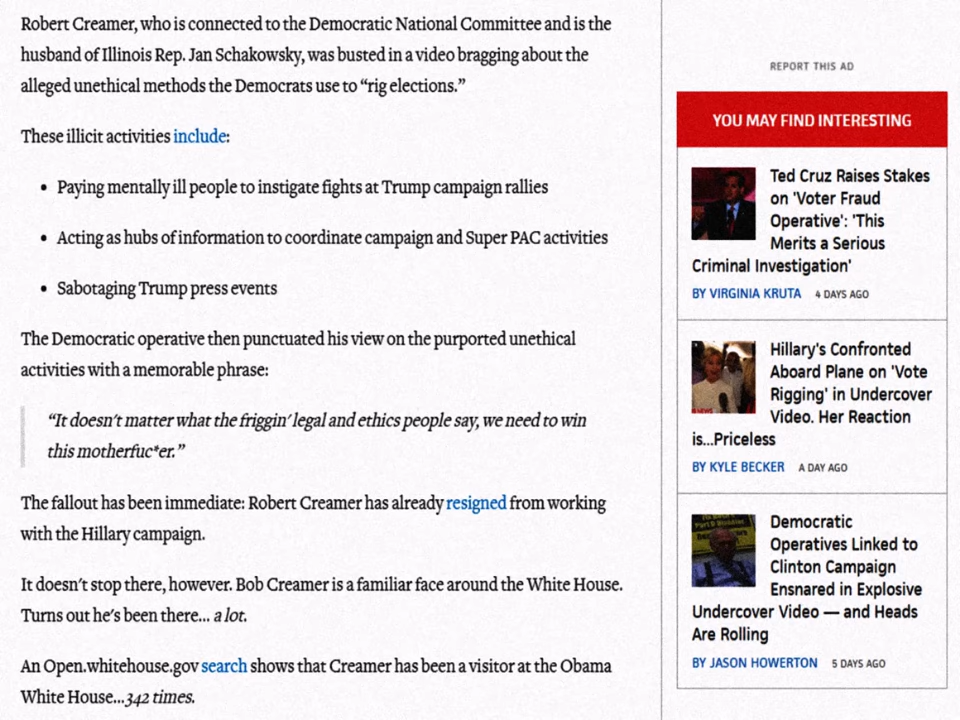 Robert Creamer, who is connected to the Democratic National Committee and is the
husband of Illinois Rep. Jan Schakowsky, was busted in a video bragging about the
alleged unethical methods the Democrats use to “rig elections.”
These illicit activities include:
• Paying mentally ill people to instigate fights at Trump campaign rallies
• Acting as hubs of information to coordinate campaign and Super PAC activities
• Sabotaging Trump press events
The Democratic operative then punctuated his view on the purported unethical
activities with a memorable phrase:
“It doesn't matter what the friggin' legal and ethics people say, we need to win
this motherfuc*er.”
The fallout has been immediate: Robert Creamer has already resigned from working
with the Hillary campaign.
It doesn't stop there, however. Bob Creamer is a familiar face around the White House.
Turns out he's been there... a lot.
An Open.whitehouse.gov search shows that Creamer has been a visitor at the Obama
White House...342 times.
REPORT THIS AD
YOU MAY FIND INTERESTING
Ted Cruz Raises Stakes
on 'Voter Fraud
Operative': 'This
Merits a Serious
Criminal Investigation'
BY VIRGINIA KRUTA 4 DAYS AGO
Hillary's Confronted
Aboard Plane on 'Vote
Rigging' in Undercover
Video. Her Reaction
is...Priceless
BY KYLE BECKER A DAY AGO
Democratic
Operatives Linked to
Clinton Campaign
Ensnared in Explosive
Undercover Video — and Heads
Are Rolling
BY JASON HOWERTON 5 DAYS AGO